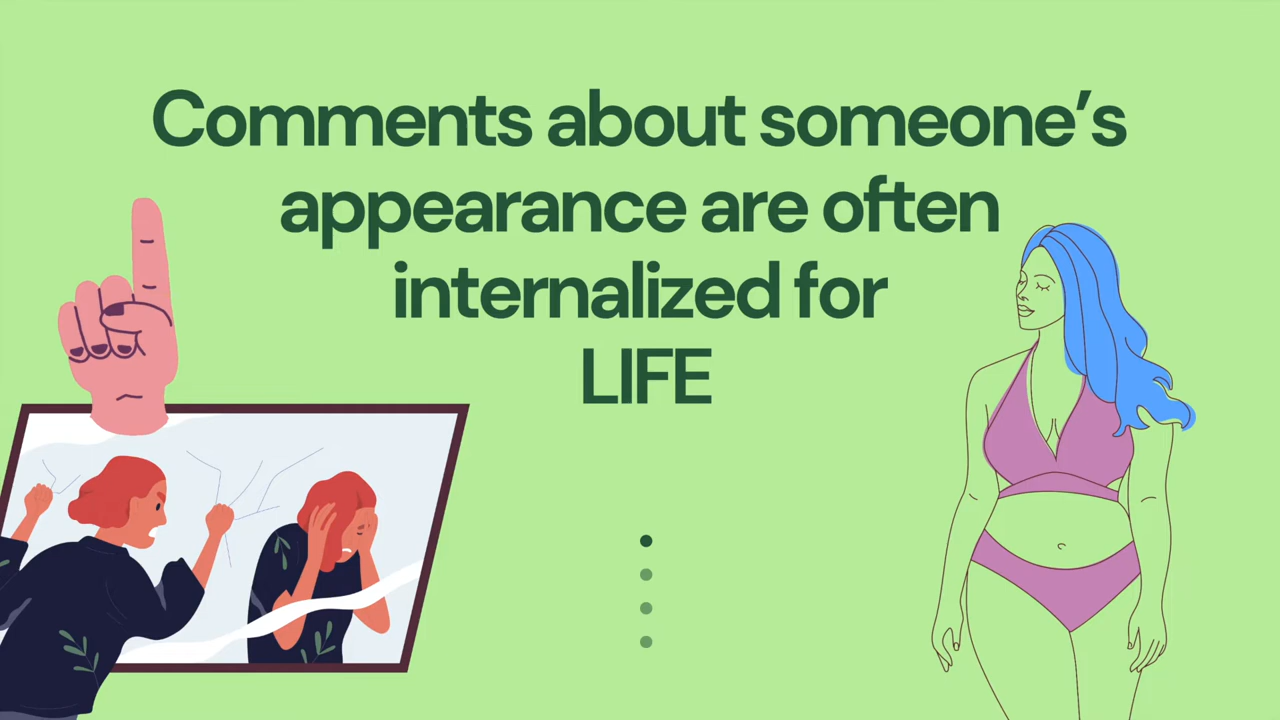 Comments about someone’s
appearance are often
internalized for
LIFE